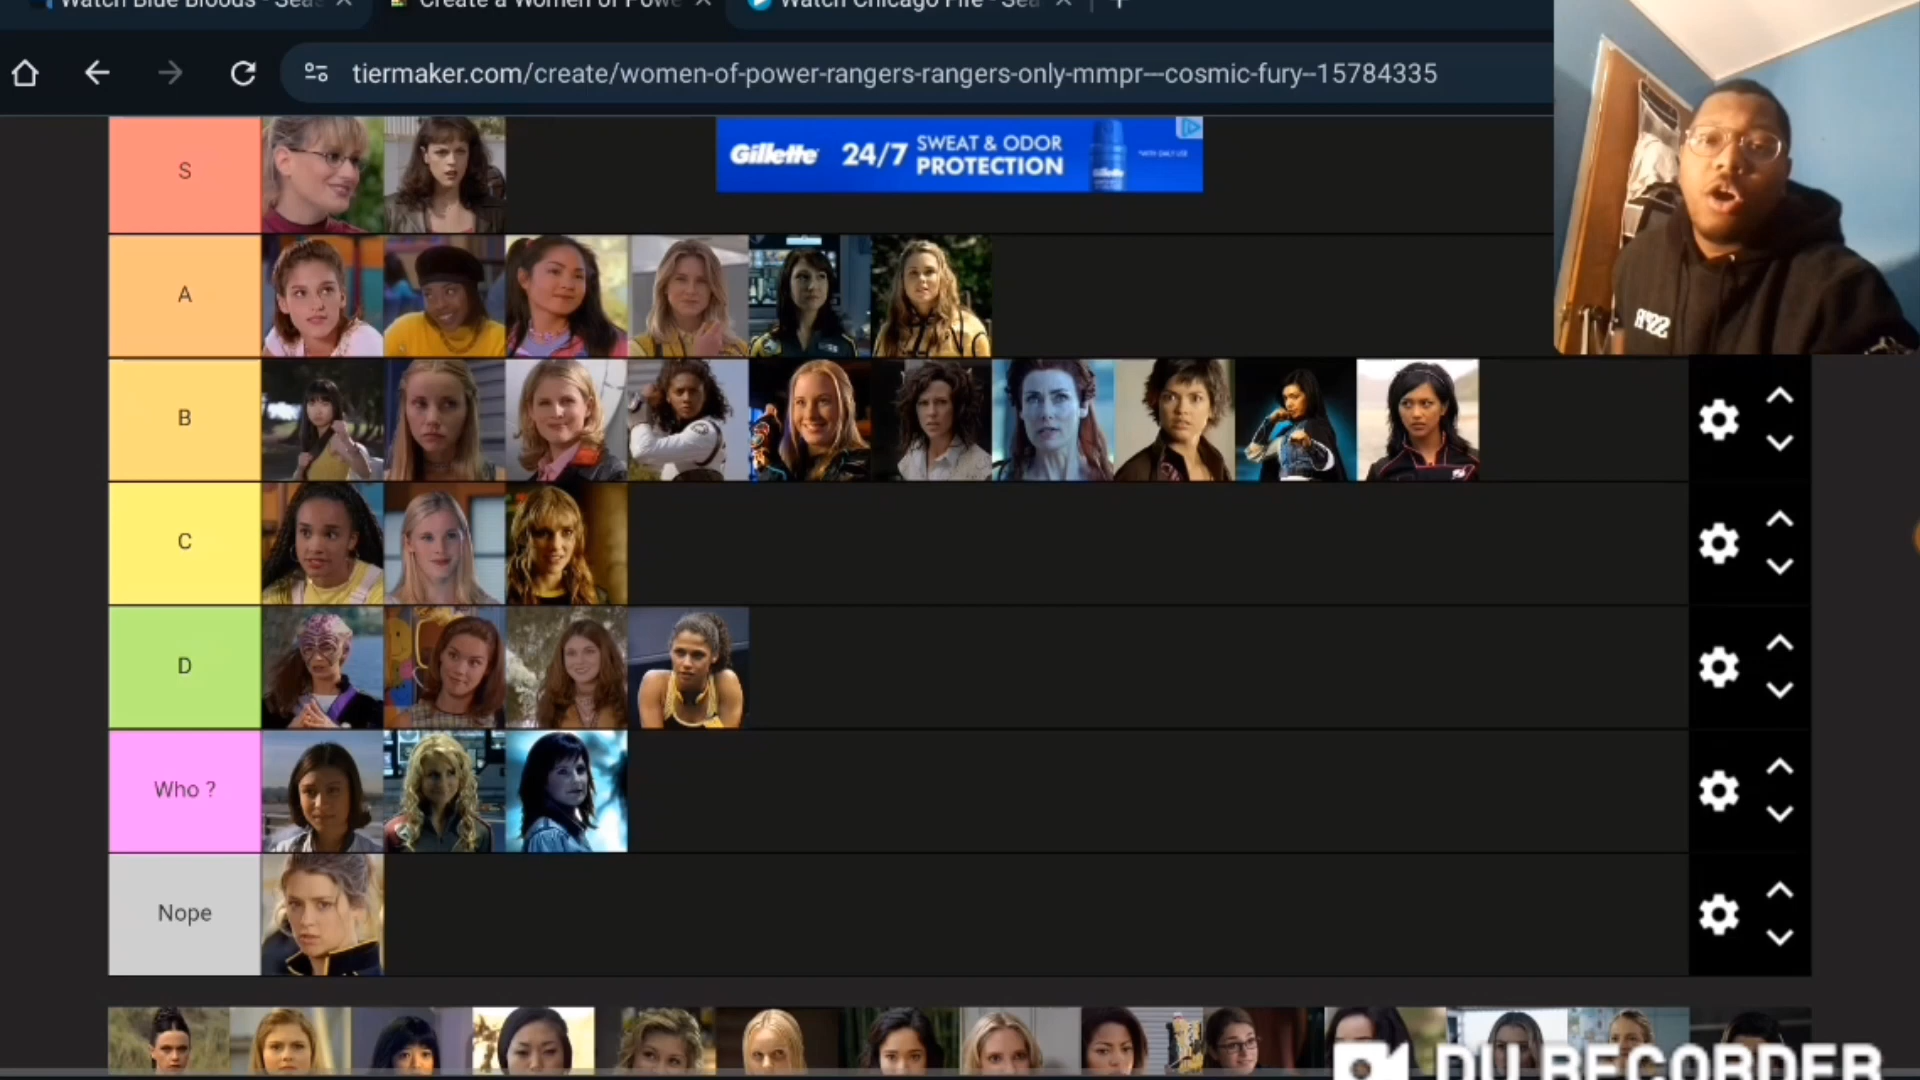 Watch Blue Bloods - Seas
Create a Women of Powe
Watch Chicago Fire - Sea
tiermaker.com/create/women-of-power-rangers-rangers-only-mmpr--cosmic-fury--15784335
S
Gillette 24/7 SWEAT & ODOR
PROTECTION
A
B
C
D
Who ?
Nope
DU RECORDER